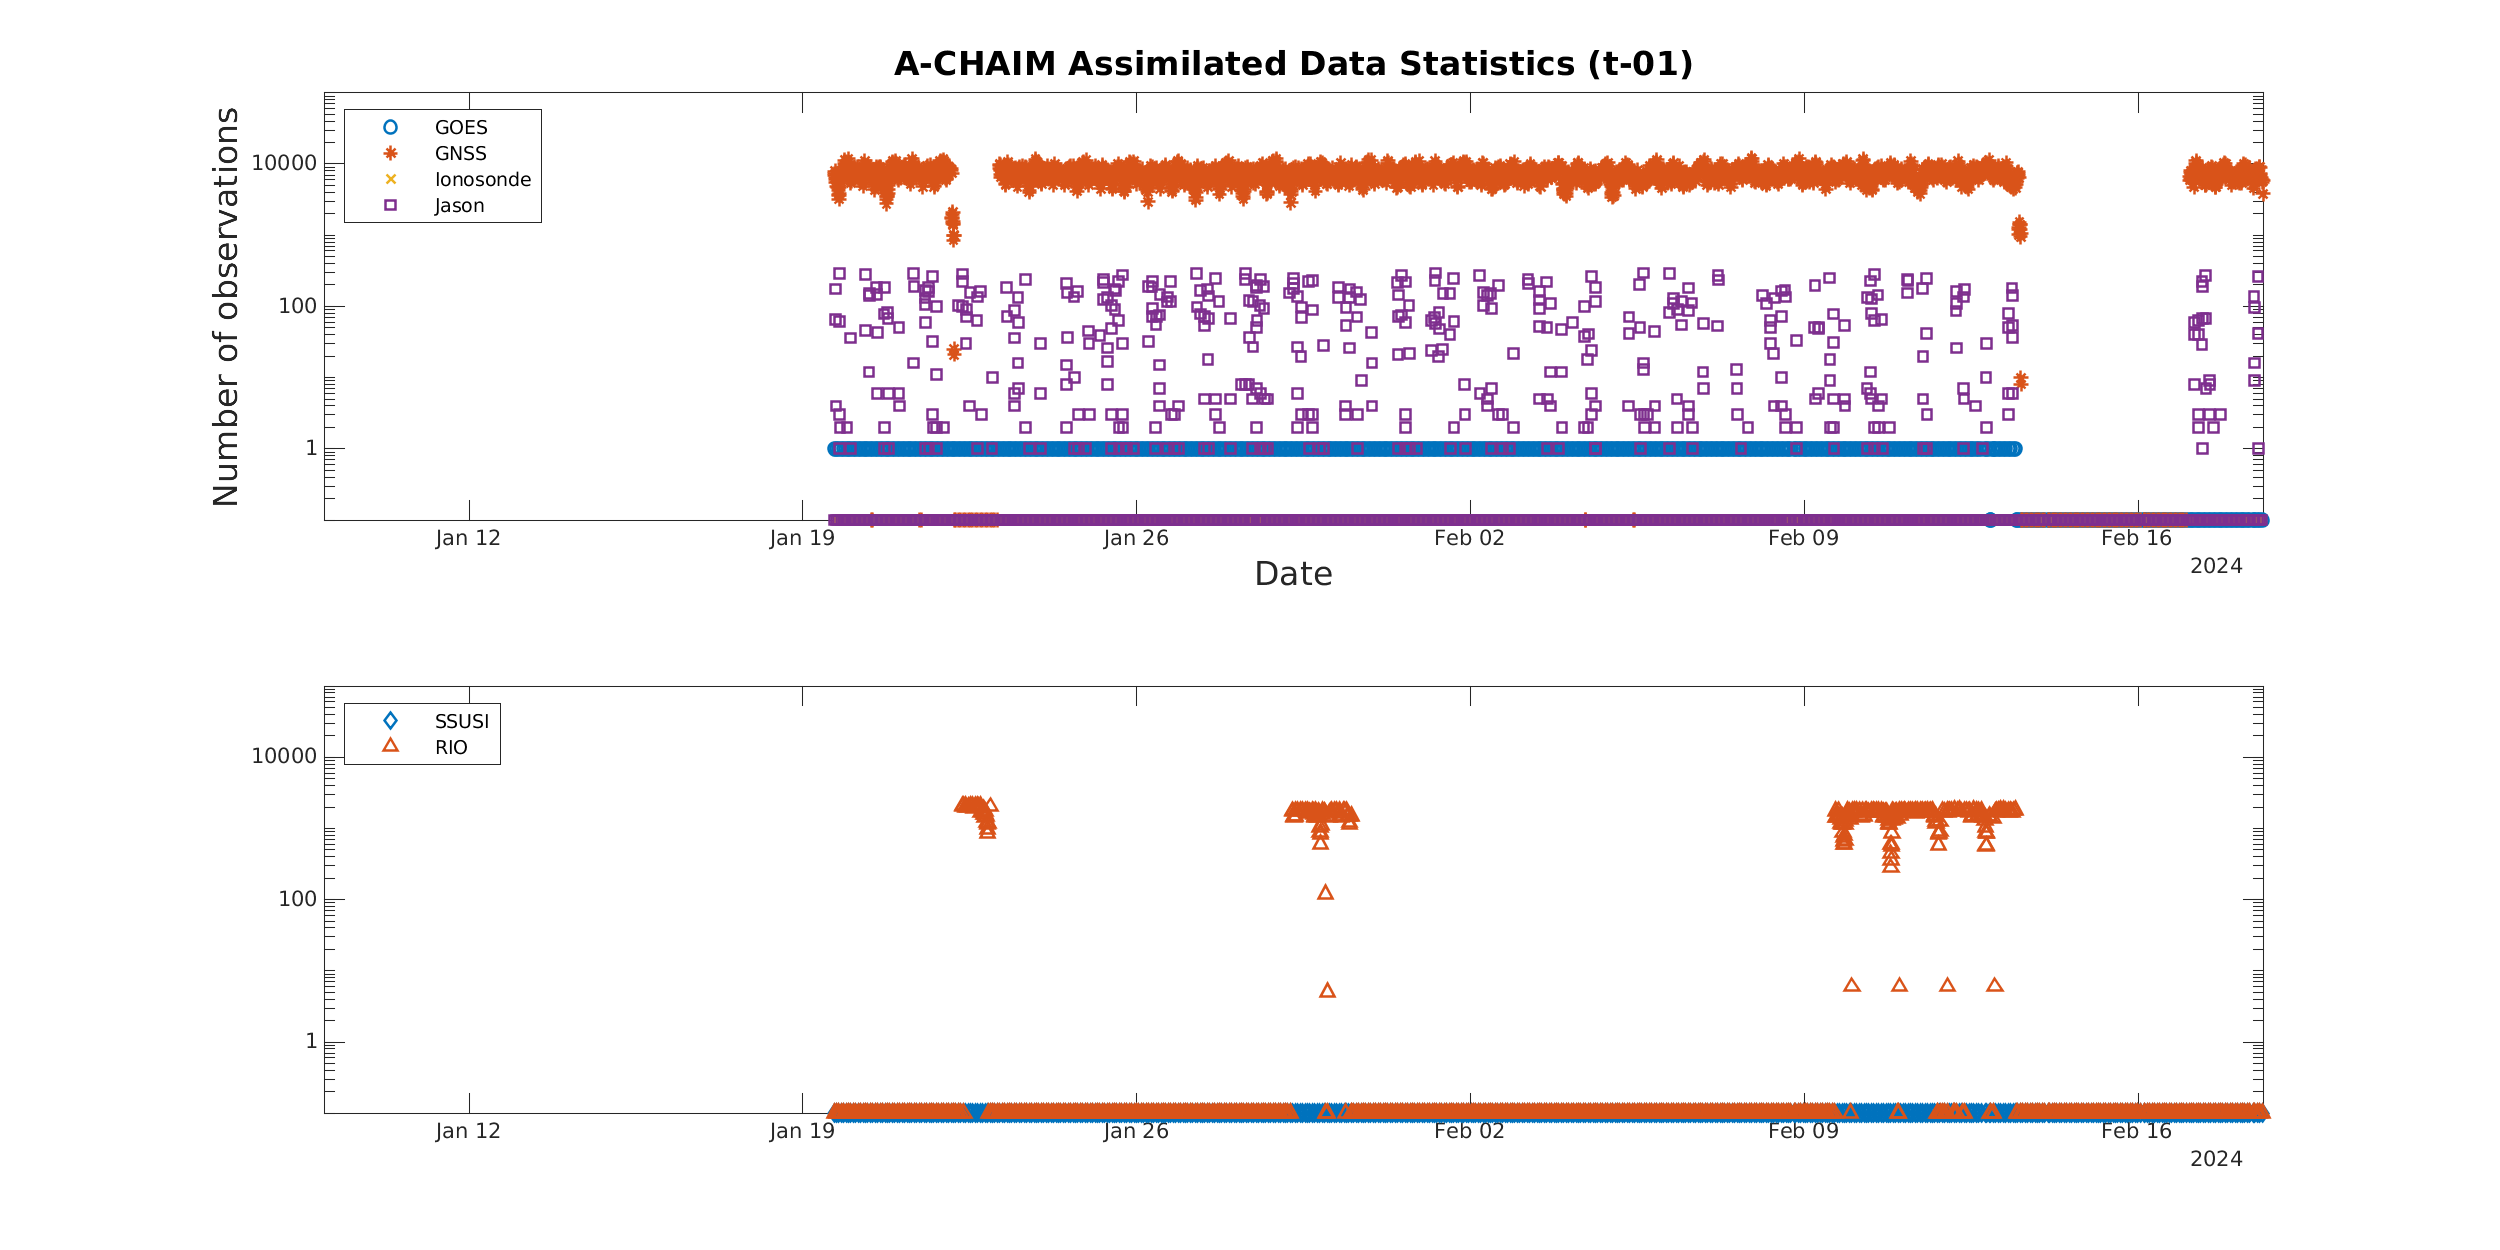 A-CHAIM Assimilated Data Statistics (t-01)
Number of observations
10000
100
1
GOES
GNSS
Ionosonde
Jason
Jan 12
Jan 19
Jan 26
Feb 02
Feb 09
Feb 16
2024
Date
10000
100
1
SSUSI
RIO
Jan 12
Jan 19
Jan 26
Feb 02
Feb 09
Feb 16
2024